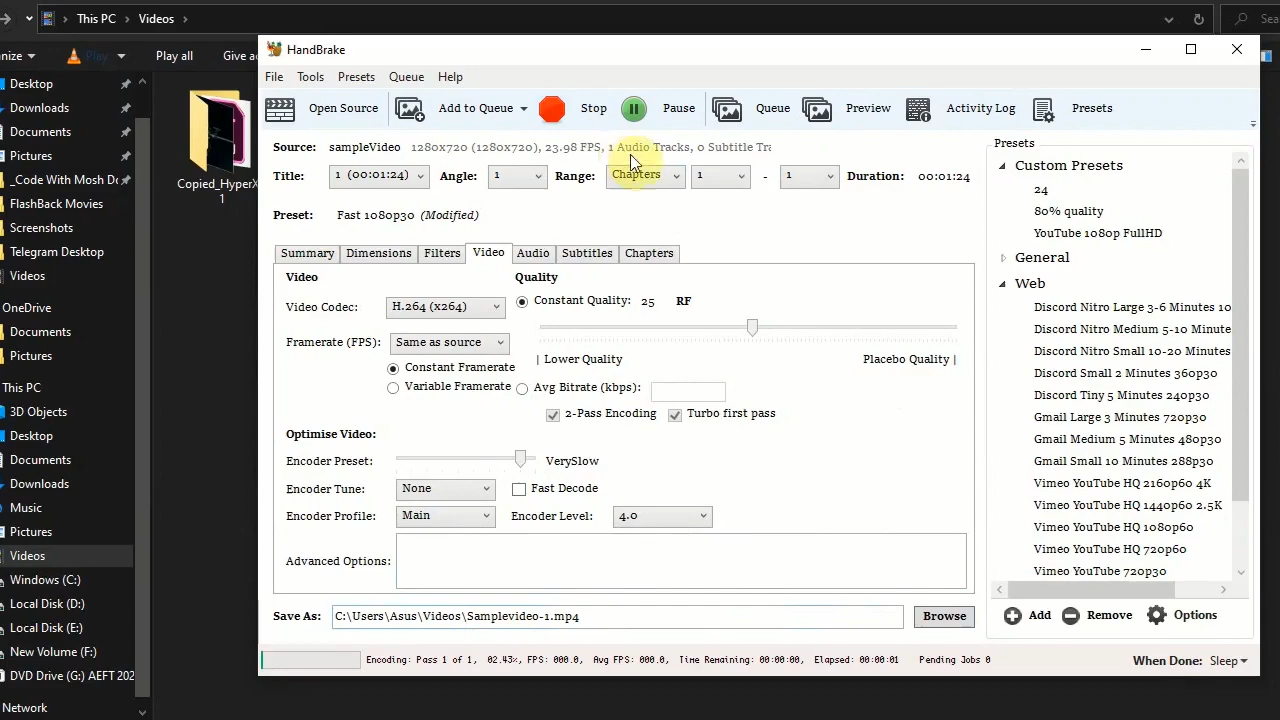 This PC
Videos
Sea
nize
Play
Play all
Give ac
Desktop
Downloads
Documents
Pictures
_Code With Mosh Do
FlashBack Movies
Screenshots
Telegram Desktop
Videos
OneDrive
Documents
Pictures
This PC
3D Objects
Desktop
Documents
Downloads
Music
Pictures
Videos
Windows (C:)
Local Disk (D:)
Local Disk (E:)
New Volume (F:)
DVD Drive (G:) AEFT 202
Network
Copied_HyperX
1
HandBrake
File Tools Presets Queue Help
Open Source Add to Queue Stop Pause Queue Preview Activity Log Presets
Source: sampleVideo 1280x720 (1280x720), 23.98 FPS, 1 Audio Tracks, 0 Subtitle Tra
Title: 1 (00:01:24) Angle: 1 Range: Chapters 1 - 1 Duration: 00:01:24
Preset: Fast 1080p30 (Modified)
Summary Dimensions Filters Video Audio Subtitles Chapters
Video Quality
Video Codec: H.264 (x264) Constant Quality: 25 RF
Framerate (FPS): Same as source
| Lower Quality Placebo Quality |
Constant Framerate
Variable Framerate Avg Bitrate (kbps):
2-Pass Encoding Turbo first pass
Optimise Video:
Encoder Preset: VerySlow
Encoder Tune: None Fast Decode
Encoder Profile: Main Encoder Level: 4.0
Advanced Options:
Save As: C:\Users\Asus\Videos\Samplevideo-1.mp4 Browse
Presets
Custom Presets
24
80% quality
YouTube 1080p FullHD
General
Web
Discord Nitro Large 3-6 Minutes 10
Discord Nitro Medium 5-10 Minute
Discord Nitro Small 10-20 Minutes
Discord Small 2 Minutes 360p30
Discord Tiny 5 Minutes 240p30
Gmail Large 3 Minutes 720p30
Gmail Medium 5 Minutes 480p30
Gmail Small 10 Minutes 288p30
Vimeo YouTube HQ 2160p60 4K
Vimeo YouTube HQ 1440p60 2.5K
Vimeo YouTube HQ 1080p60
Vimeo YouTube HQ 720p60
Vimeo YouTube 720p30
Add Remove Options
Encoding: Pass 1 of 1, 02.43%, FPS: 000.0, Avg FPS: 000.0, Time Remaining: 00:00:00, Elapsed: 00:00:01 Pending Jobs 0
When Done: Sleep